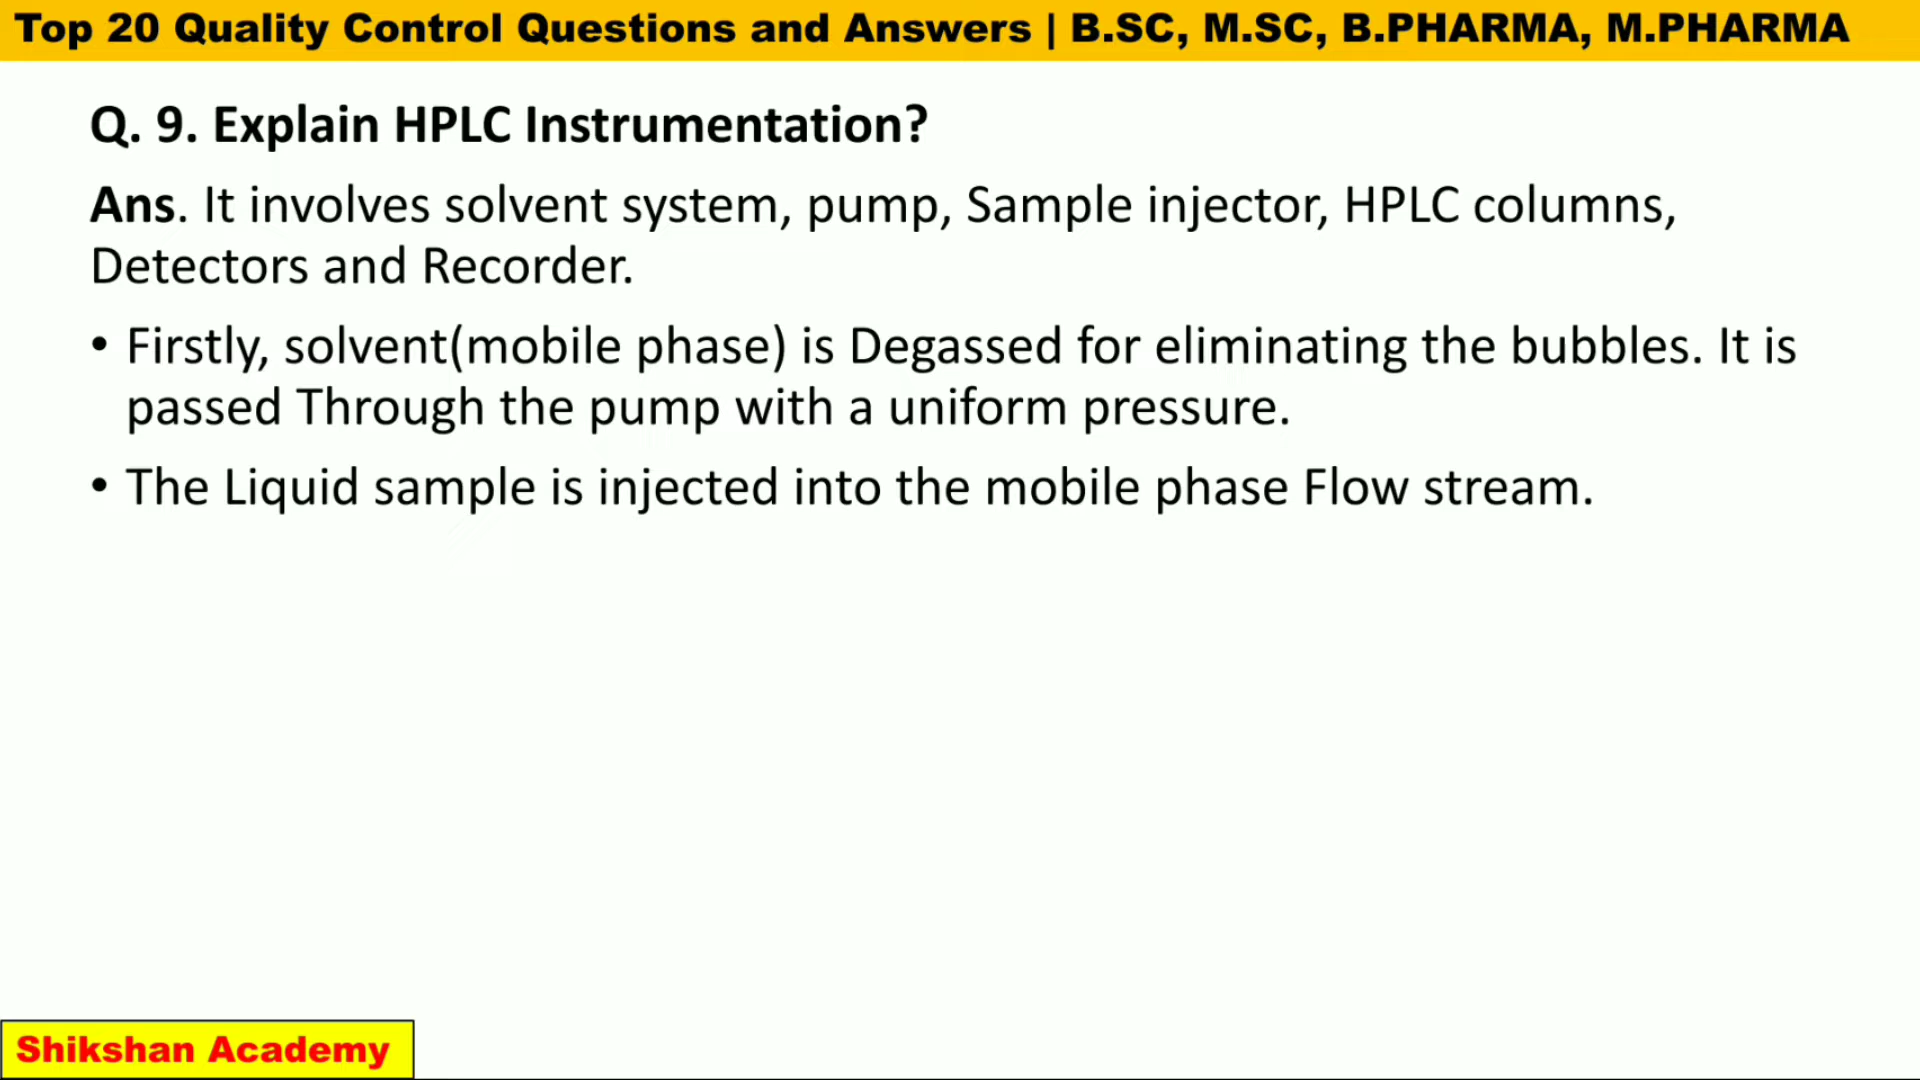 Top 20 Quality Control Questions and Answers | B.SC, M.SC, B.PHARMA, M.PHARMA
Q. 9. Explain HPLC Instrumentation?
Ans. It involves solvent system, pump, Sample injector, HPLC columns,
Detectors and Recorder.
• Firstly, solvent(mobile phase) is Degassed for eliminating the bubbles. It is
passed Through the pump with a uniform pressure.
• The Liquid sample is injected into the mobile phase Flow stream.
Shikshan Academy